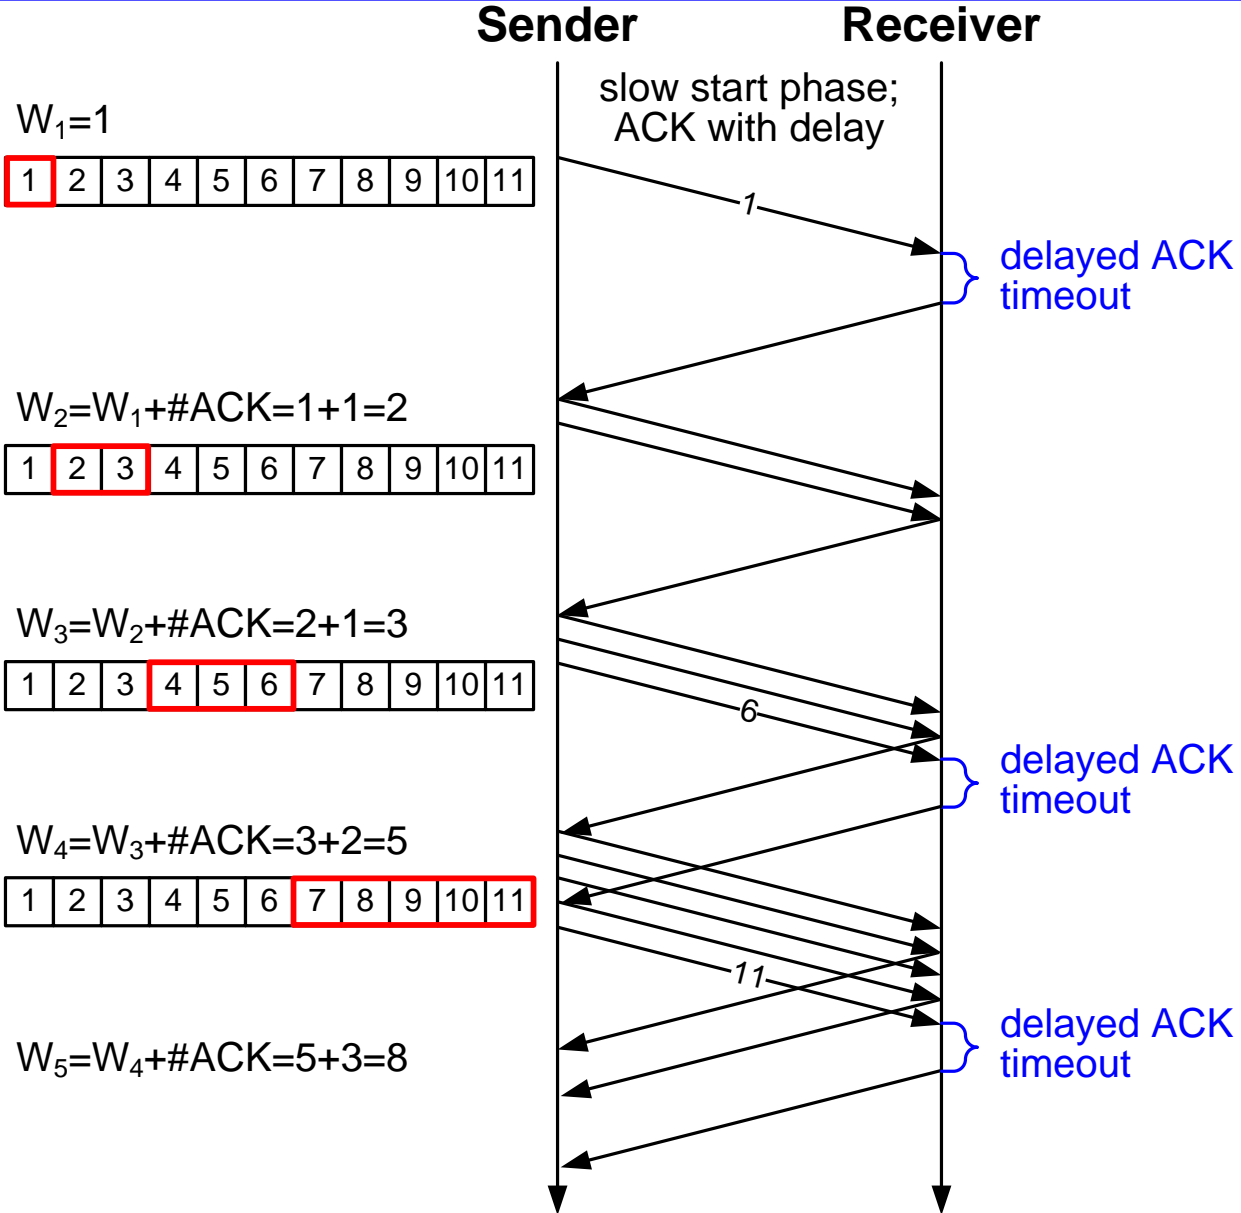 Sender Receiver
slow start phase;
ACK with delay
W₁=1
1 2 3 4 5 6 7 8 9 10 11
1
delayed ACK
timeout
W₂=W₁+#ACK=1+1=2
1 2 3 4 5 6 7 8 9 10 11
W₃=W₂+#ACK=2+1=3
1 2 3 4 5 6 7 8 9 10 11
6
delayed ACK
timeout
W₄=W₃+#ACK=3+2=5
1 2 3 4 5 6 7 8 9 10 11
11
delayed ACK
timeout
W₅=W₄+#ACK=5+3=8